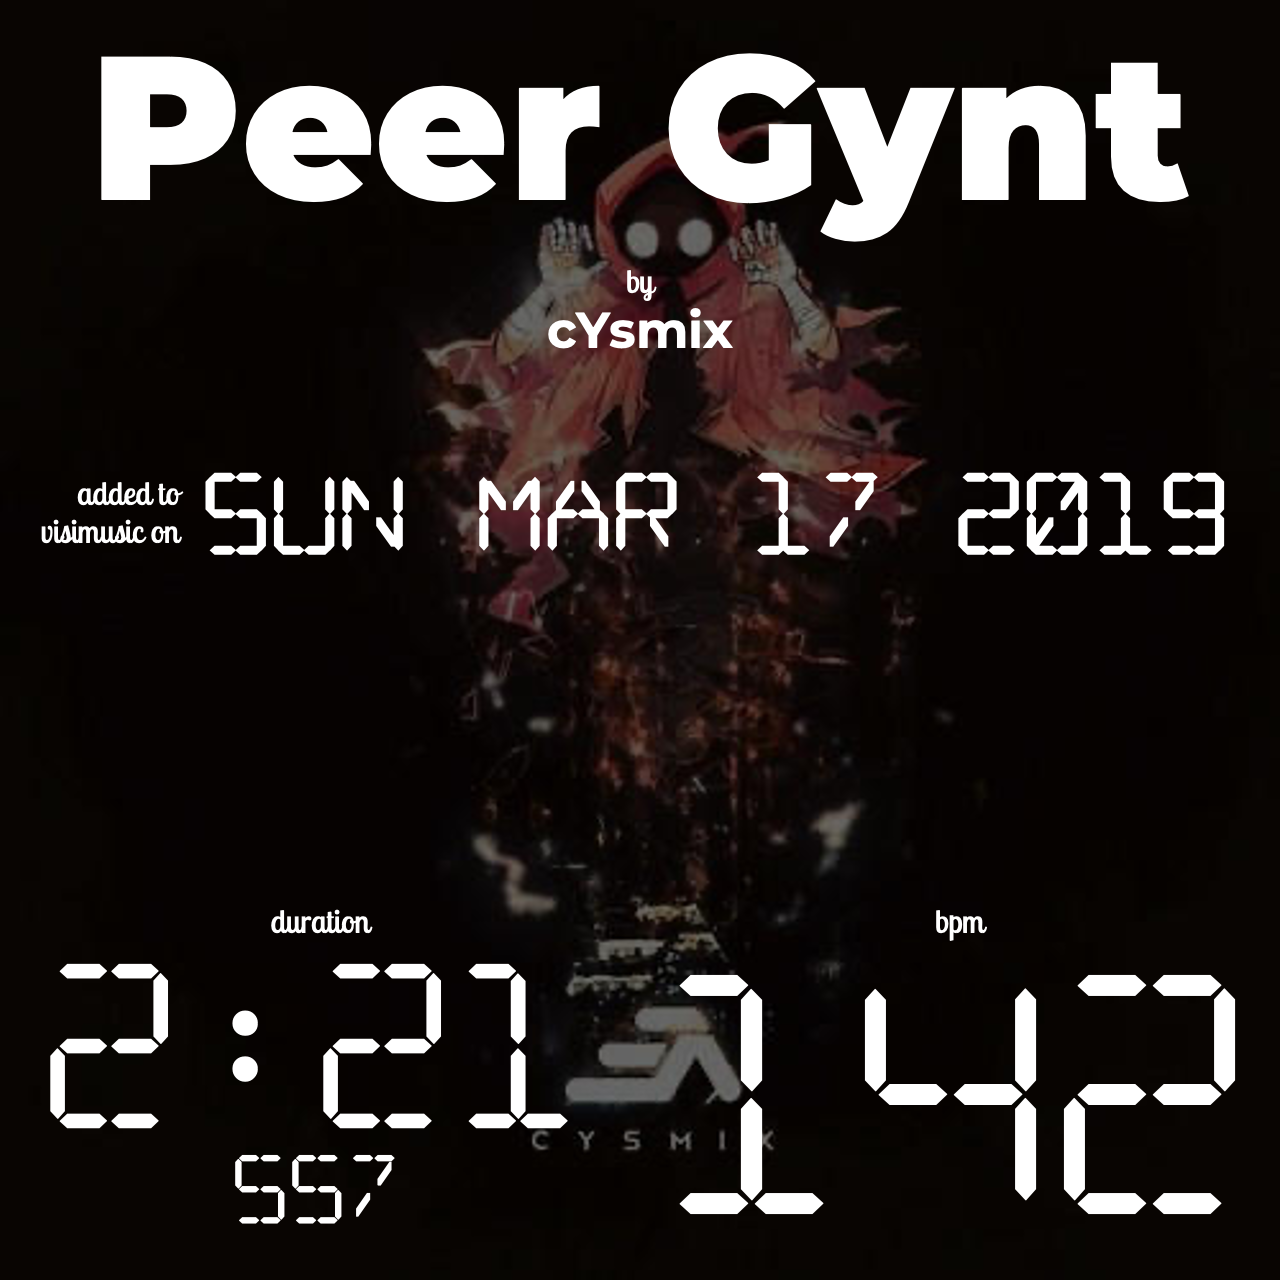 Peer Gynt
by
cYsmix
added to
visimusic on
SUN MAR 17 2019
duration
bpm
2:21
142
557
CYSMIX